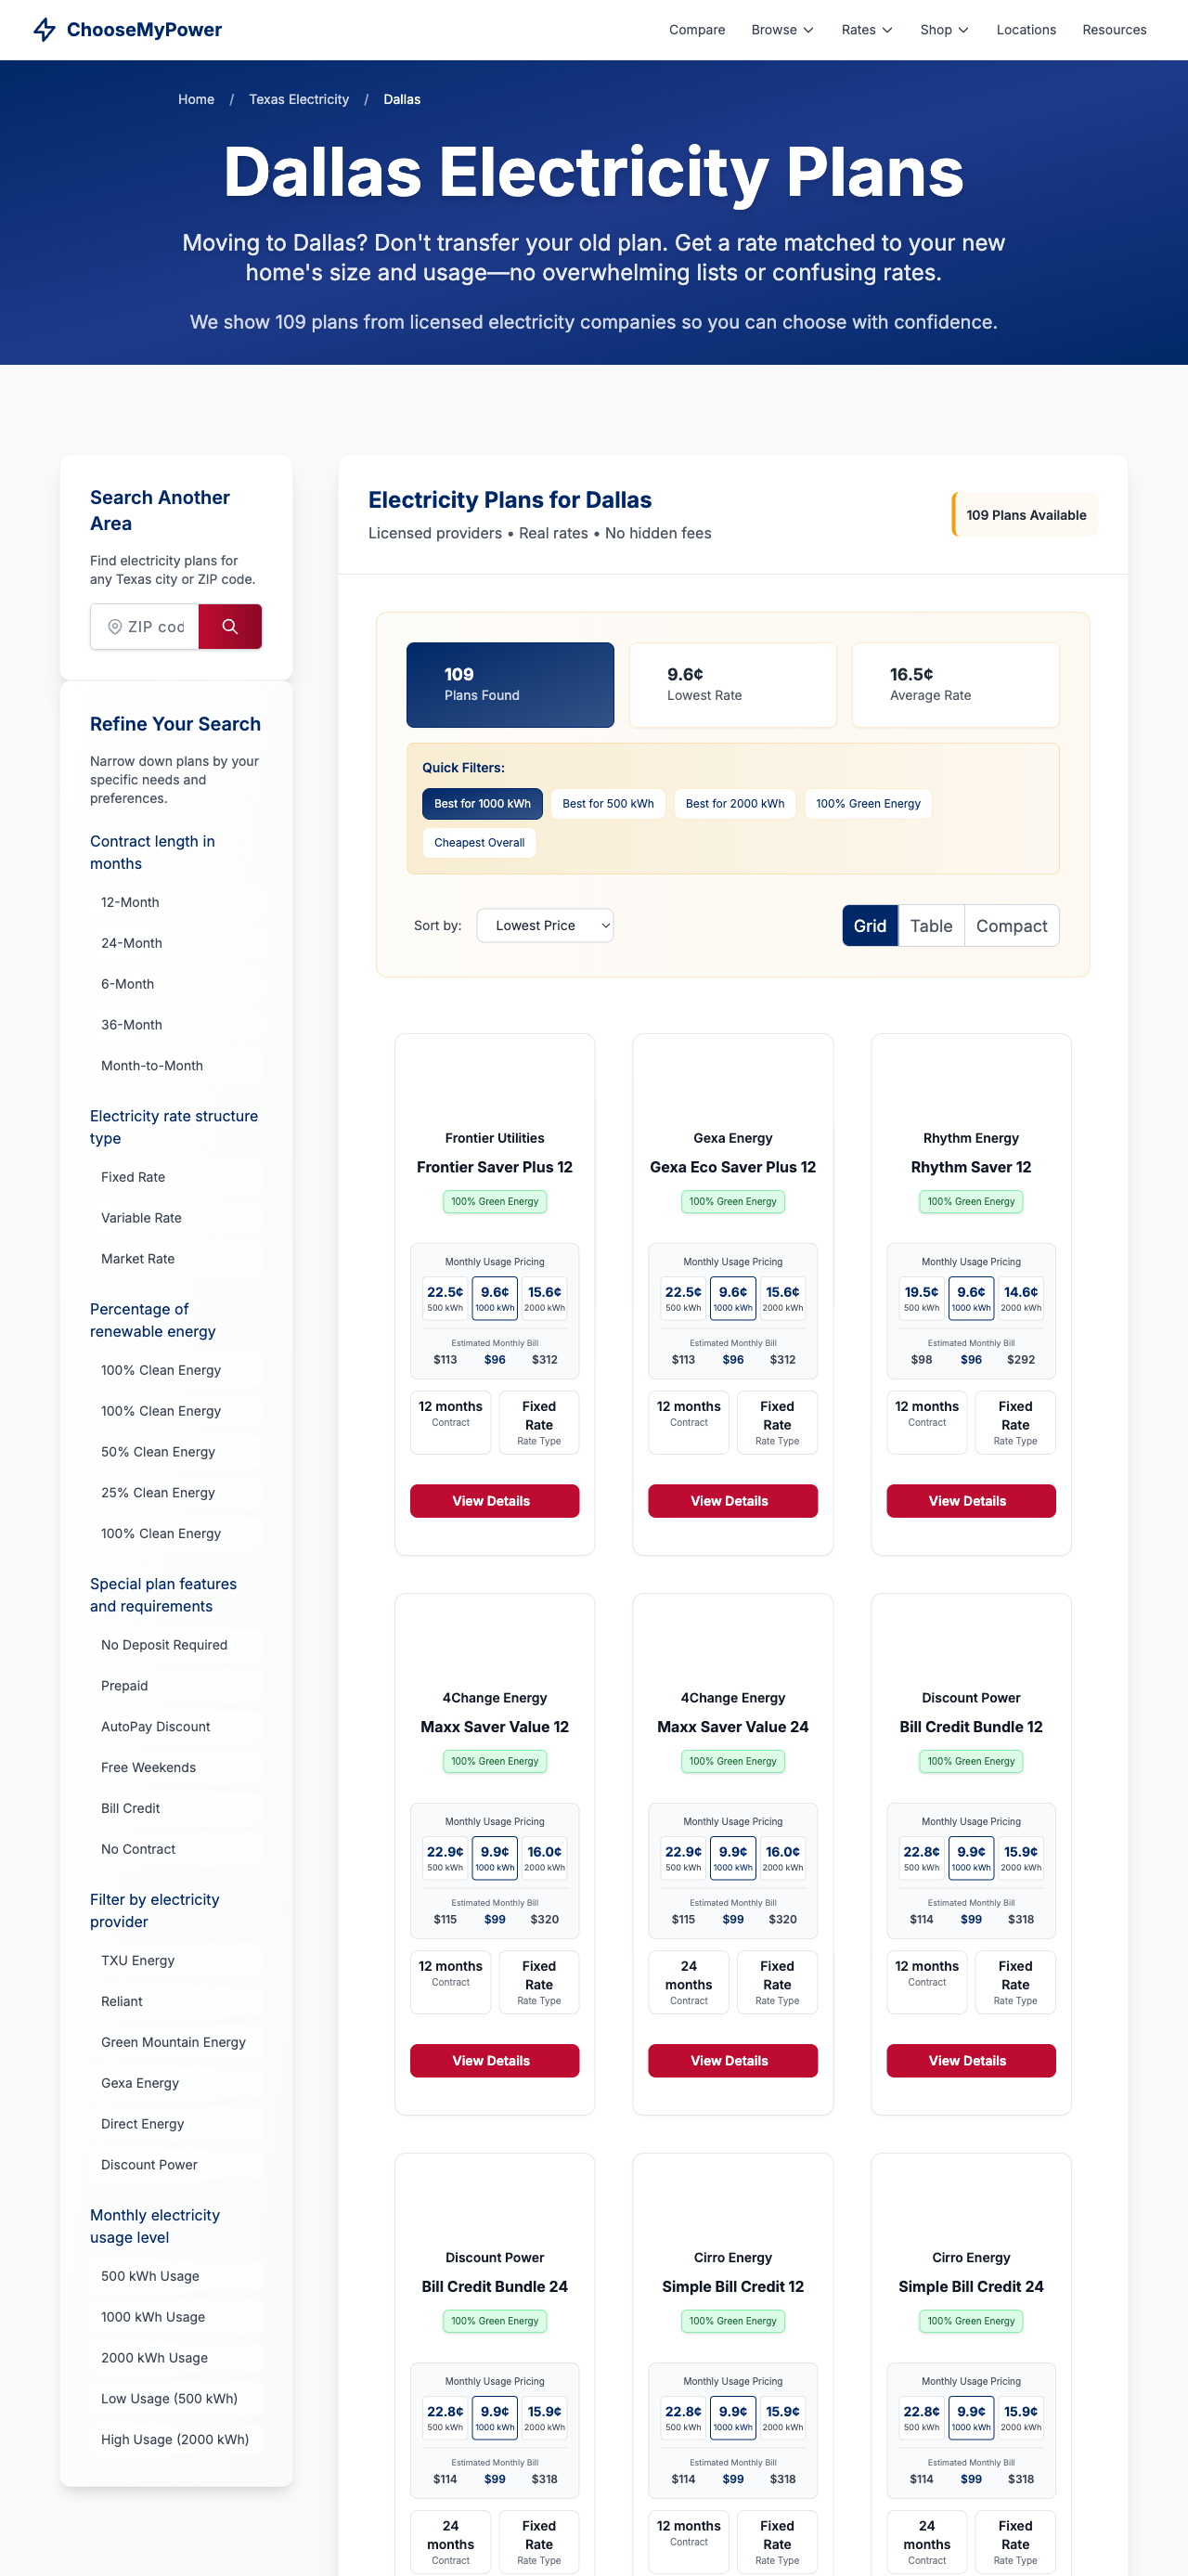 ChooseMyPower
Compare
Browse
Rates
Shop
Locations
Resources
Home / Texas Electricity / Dallas
Dallas Electricity Plans
Moving to Dallas? Don't transfer your old plan. Get a rate matched to your new
home's size and usage—no overwhelming lists or confusing rates.
We show 109 plans from licensed electricity companies so you can choose with confidence.
Search Another
Area
Find electricity plans for
any Texas city or ZIP code.
ZIP cod
Refine Your Search
Narrow down plans by your
specific needs and
preferences.
Contract length in
months
12-Month
24-Month
6-Month
36-Month
Month-to-Month
Electricity rate structure
type
Fixed Rate
Variable Rate
Market Rate
Percentage of
renewable energy
100% Clean Energy
100% Clean Energy
50% Clean Energy
25% Clean Energy
100% Clean Energy
Special plan features
and requirements
No Deposit Required
Prepaid
AutoPay Discount
Free Weekends
Bill Credit
No Contract
Filter by electricity
provider
TXU Energy
Reliant
Green Mountain Energy
Gexa Energy
Direct Energy
Discount Power
Monthly electricity
usage level
500 kWh Usage
1000 kWh Usage
2000 kWh Usage
Low Usage (500 kWh)
High Usage (2000 kWh)
Electricity Plans for Dallas
Licensed providers • Real rates • No hidden fees
109 Plans Available
109
Plans Found
9.6¢
Lowest Rate
16.5¢
Average Rate
Quick Filters:
Best for 1000 kWh
Best for 500 kWh
Best for 2000 kWh
100% Green Energy
Cheapest Overall
Sort by:
Lowest Price
Grid
Table
Compact
Frontier Utilities
Frontier Saver Plus 12
100% Green Energy
Monthly Usage Pricing
22.5¢ 9.6¢ 15.6¢
500 kWh 1000 kWh 2000 kWh
Estimated Monthly Bill
$113 $96 $312
12 months
Contract
Fixed
Rate
Rate Type
View Details
Gexa Energy
Gexa Eco Saver Plus 12
100% Green Energy
Monthly Usage Pricing
22.5¢ 9.6¢ 15.6¢
500 kWh 1000 kWh 2000 kWh
Estimated Monthly Bill
$113 $96 $312
12 months
Contract
Fixed
Rate
Rate Type
View Details
Rhythm Energy
Rhythm Saver 12
100% Green Energy
Monthly Usage Pricing
19.5¢ 9.6¢ 14.6¢
500 kWh 1000 kWh 2000 kWh
Estimated Monthly Bill
$98 $96 $292
12 months
Contract
Fixed
Rate
Rate Type
View Details
4Change Energy
Maxx Saver Value 12
100% Green Energy
Monthly Usage Pricing
22.9¢ 9.9¢ 16.0¢
500 kWh 1000 kWh 2000 kWh
Estimated Monthly Bill
$115 $99 $320
12 months
Contract
Fixed
Rate
Rate Type
View Details
4Change Energy
Maxx Saver Value 24
100% Green Energy
Monthly Usage Pricing
22.9¢ 9.9¢ 16.0¢
500 kWh 1000 kWh 2000 kWh
Estimated Monthly Bill
$115 $99 $320
24
months
Contract
Fixed
Rate
Rate Type
View Details
Discount Power
Bill Credit Bundle 12
100% Green Energy
Monthly Usage Pricing
22.8¢ 9.9¢ 15.9¢
500 kWh 1000 kWh 2000 kWh
Estimated Monthly Bill
$114 $99 $318
12 months
Contract
Fixed
Rate
Rate Type
View Details
Discount Power
Bill Credit Bundle 24
100% Green Energy
Monthly Usage Pricing
22.8¢ 9.9¢ 15.9¢
500 kWh 1000 kWh 2000 kWh
Estimated Monthly Bill
$114 $99 $318
24
months
Contract
Fixed
Rate
Rate Type
Cirro Energy
Simple Bill Credit 12
100% Green Energy
Monthly Usage Pricing
22.8¢ 9.9¢ 15.9¢
500 kWh 1000 kWh 2000 kWh
Estimated Monthly Bill
$114 $99 $318
12 months
Contract
Fixed
Rate
Rate Type
Cirro Energy
Simple Bill Credit 24
100% Green Energy
Monthly Usage Pricing
22.8¢ 9.9¢ 15.9¢
500 kWh 1000 kWh 2000 kWh
Estimated Monthly Bill
$114 $99 $318
24
months
Contract
Fixed
Rate
Rate Type